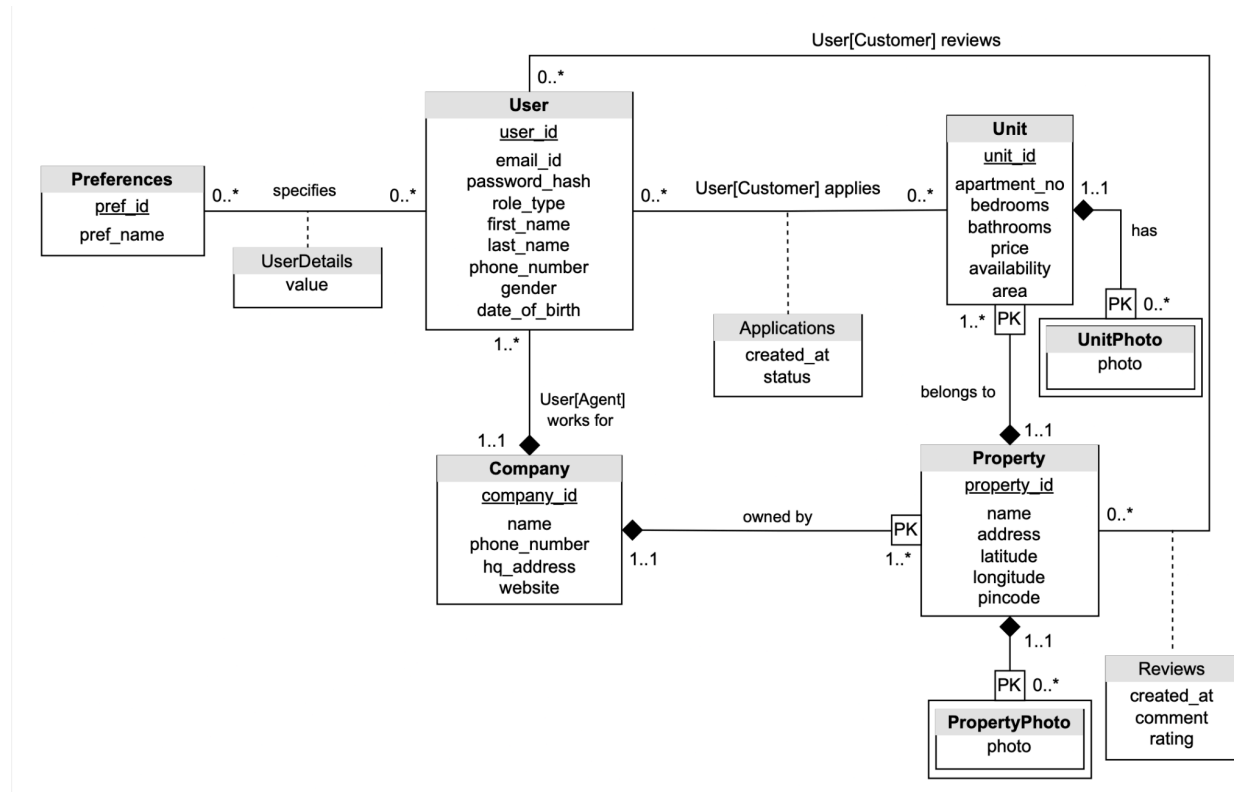 User[Customer] reviews
0..*
User
user_id
email_id
password_hash
role_type
first_name
last_name
phone_number
gender
date_of_birth
Preferences
pref_id
pref_name
0..*
specifies
0..*
UserDetails
value
0..*
User[Customer] applies
0..*
Applications
created_at
status
Unit
unit_id
apartment_no
bedrooms
bathrooms
price
availability
area
1..1
has
PK
0..*
UnitPhoto
photo
1..*
PK
belongs to
1..1
1..*
User[Agent]
works for
1..1
Company
company_id
name
phone_number
hq_address
website
1..1
owned by
PK
1..*
Property
property_id
name
address
latitude
longitude
pincode
0..*
1..1
PK
0..*
PropertyPhoto
photo
Reviews
created_at
comment
rating